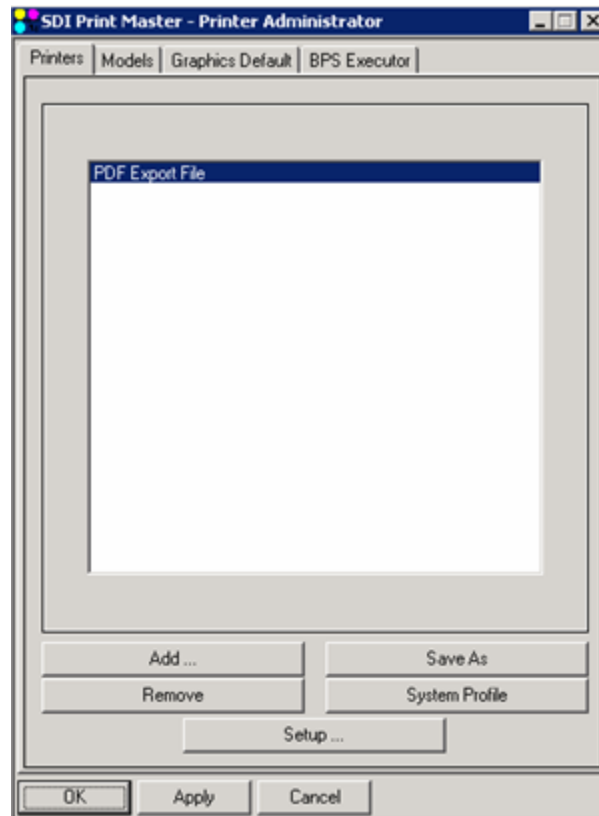 SDI Print Master - Printer Administrator
Printers Models Graphics Default BPS Executor
PDF Export File
Add ... Save As
Remove System Profile
Setup ...
OK Apply Cancel